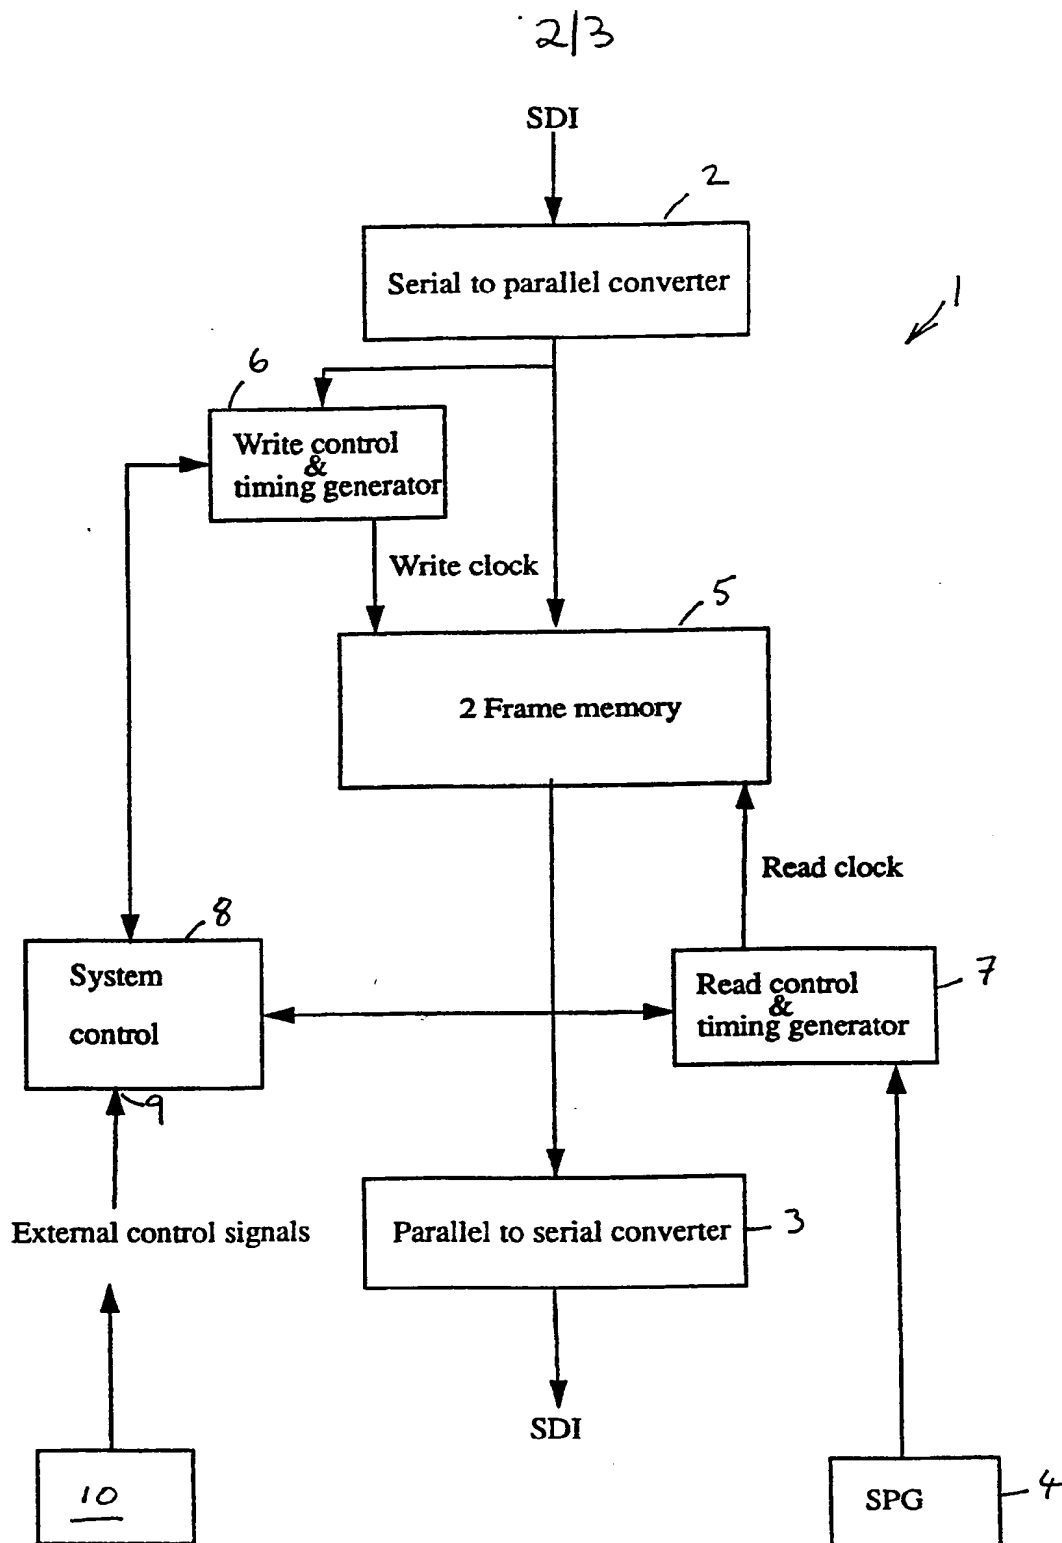 2/3
SDI
2
Serial to parallel converter
1
6
Write control
&
timing generator
Write clock
5
2 Frame memory
Read clock
8
System
control
7
Read control
&
timing generator
9
External control signals
Parallel to serial converter
3
SDI
10
SPG
4